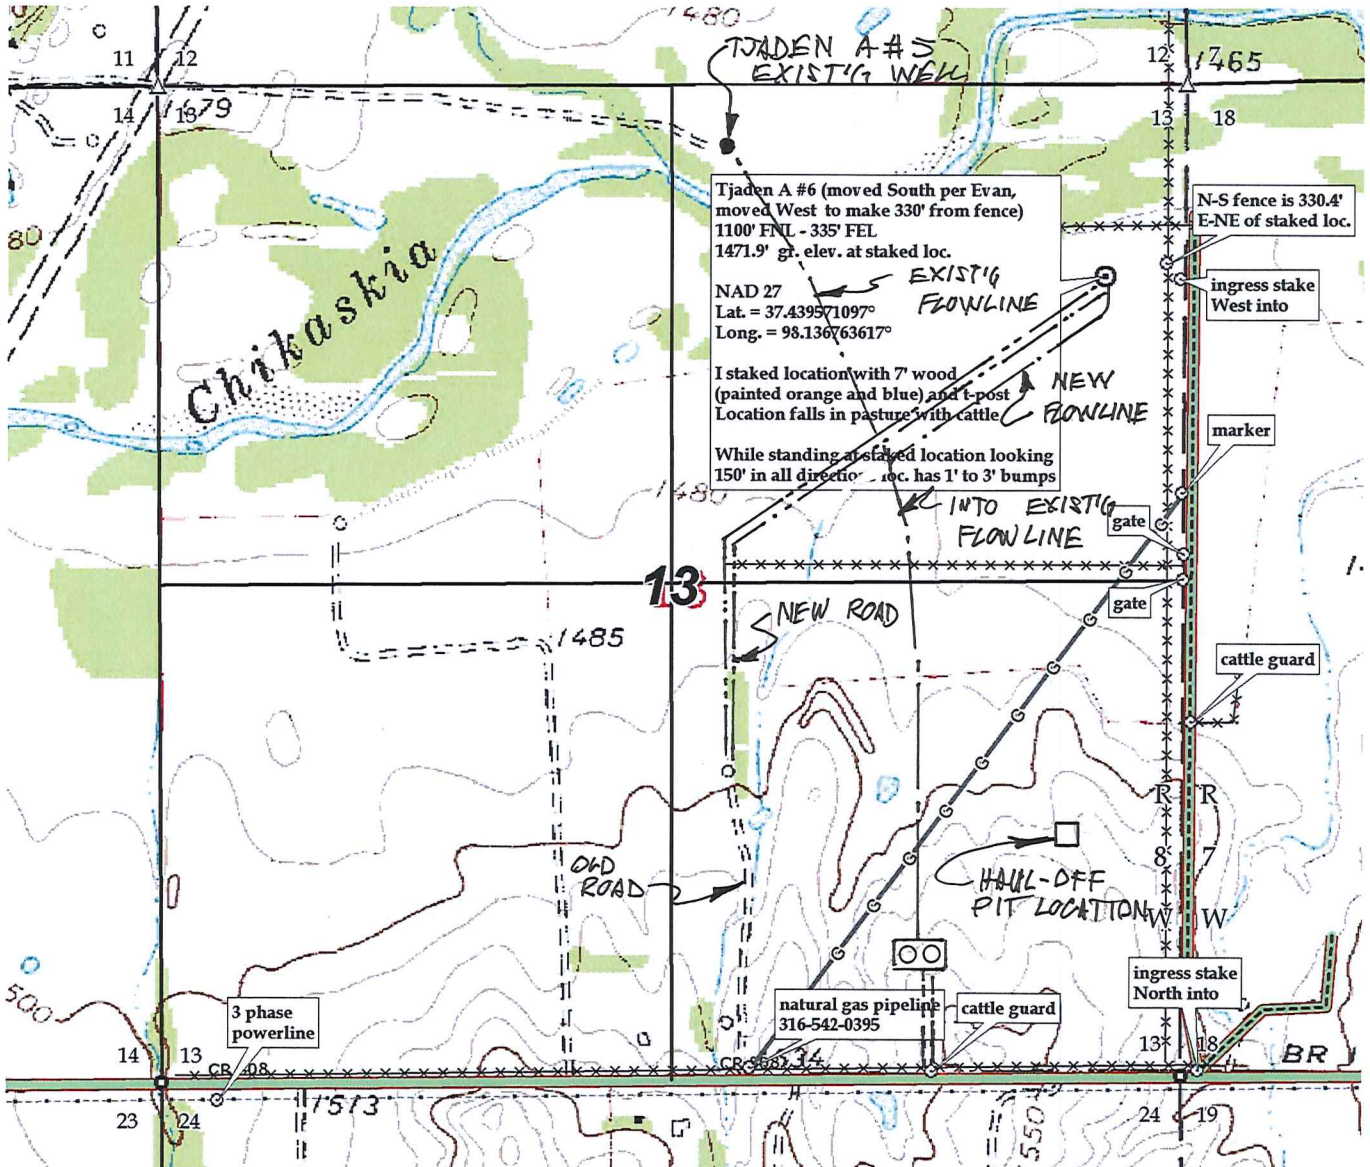 1480
TJADEN A #5
EXIST'G WELL
11 12
14 13
1479
12 7
1465
13 18
80
Chikaskia
Tjaden A #6 (moved South per Evan,
moved West to make 330' from fence)
1100' FNL - 335' FEL
1471.9' gr. elev. at staked loc.
NAD 27
Lat. = 37.439571097°
Long. = 98.136763617°
I staked location with 7' wood
(painted orange and blue) and t-post
Location falls in pasture with cattle
While standing at staked location looking
150' in all loc. has 1' to 3' bumps
N-S fence is 330.4'
E-NE of staked loc.
ingress stake
West into
EXIST'G
FLOWLINE
NEW
FLOWLINE
marker
1480
INTO EXIST'G
FLOWLINE
gate
gate
13
NEW ROAD
1485
cattle guard
R R
8 7
W W
OLD
ROAD
HAUL-OFF
PIT LOCATION
G G G G G G G G G G
500
3 phase
powerline
natural gas pipeline
316-542-0395
cattle guard
ingress stake
North into
14 13
13 18
BR
23 24
1513
550
24 19